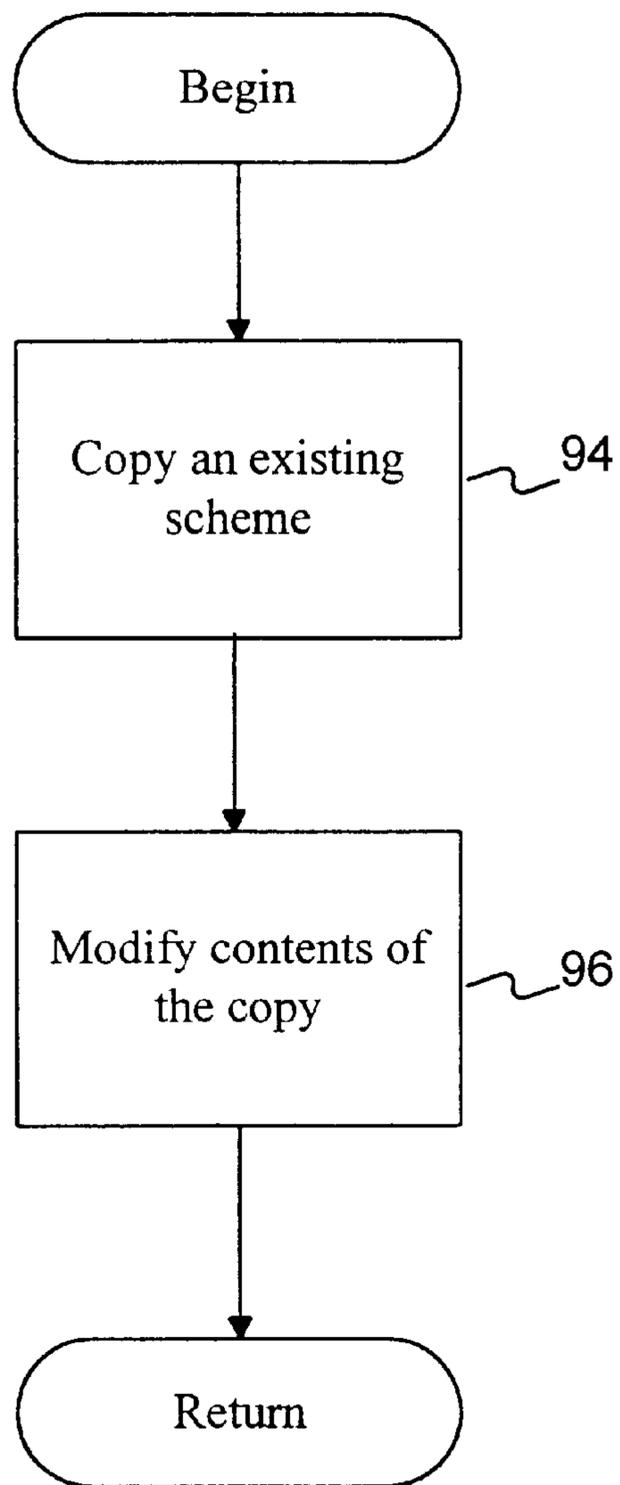 Begin
Copy an existing
scheme
94
Modify contents of
the copy
96
Return